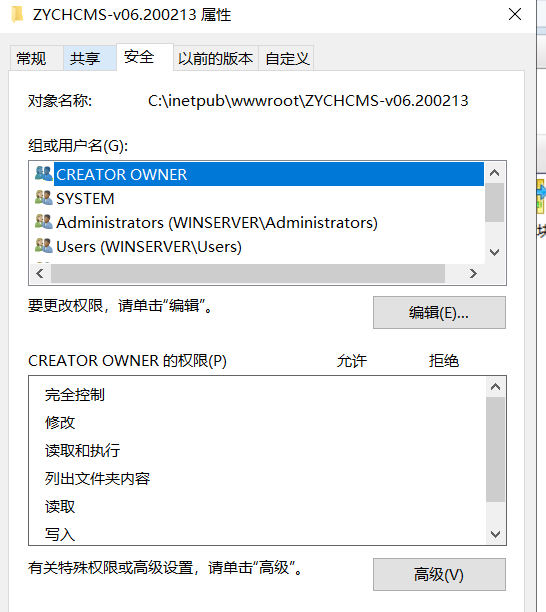 ZYCHCMS-v06.200213 属性
常规 共享 安全 以前的版本 自定义
对象名称: C:\inetpub\wwwroot\ZYCHCMS-v06.200213
组或用户名(G):
CREATOR OWNER
SYSTEM
Administrators (WINSERVER\Administrators)
Users (WINSERVER\Users)
要更改权限，请单击“编辑”。 编辑(E)...
CREATOR OWNER 的权限(P) 允许 拒绝
完全控制
修改
读取和执行
列出文件夹内容
读取
写入
有关特殊权限或高级设置，请单击“高级”。 高级(V)